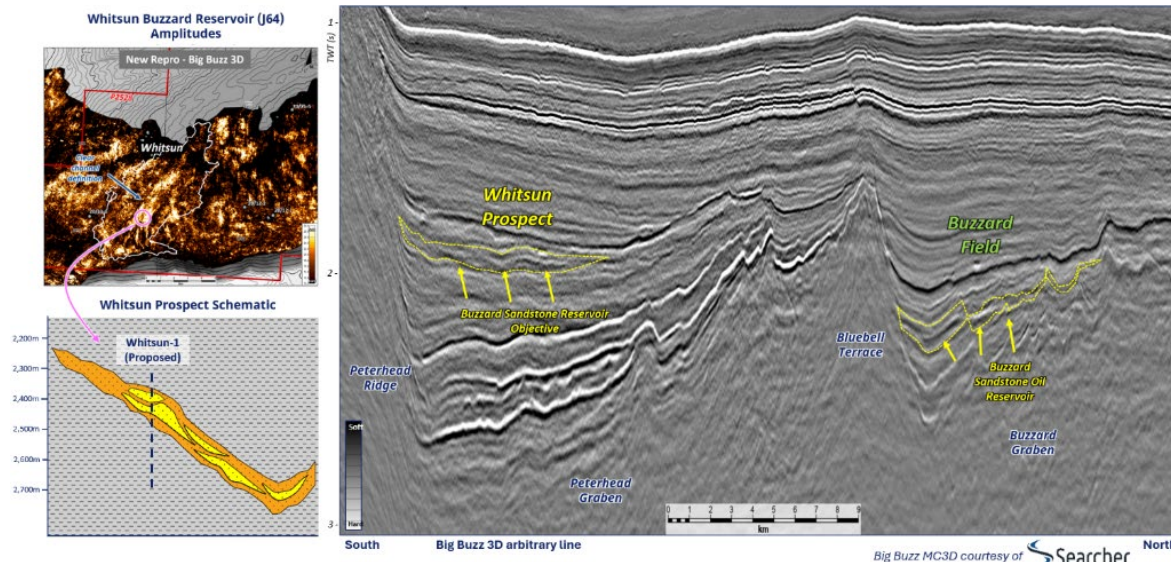 Whitsun Buzzard Reservoir (J64)
Amplitudes
New Repro - Big Buzz 3D
Whitsun
Clear
channel
definition
Whitsun Prospect Schematic
Whitsun-1
(Proposed)
2,200m
2,300m
2,400m
2,500m
2,600m
2,700m
TWT (s)
1
2
3
Whitsun
Prospect
Buzzard Sandstone Reservoir
Objective
Peterhead
Ridge
Peterhead
Graben
Bluebell
Terrace
Buzzard
Field
Buzzard
Sandstone Oil
Reservoir
Buzzard
Graben
Soft
Hard
0 1 2 3 4 5 6 7 8 9
km
South
Big Buzz 3D arbitrary line
North
Big Buzz MC3D courtesy of
Searcher